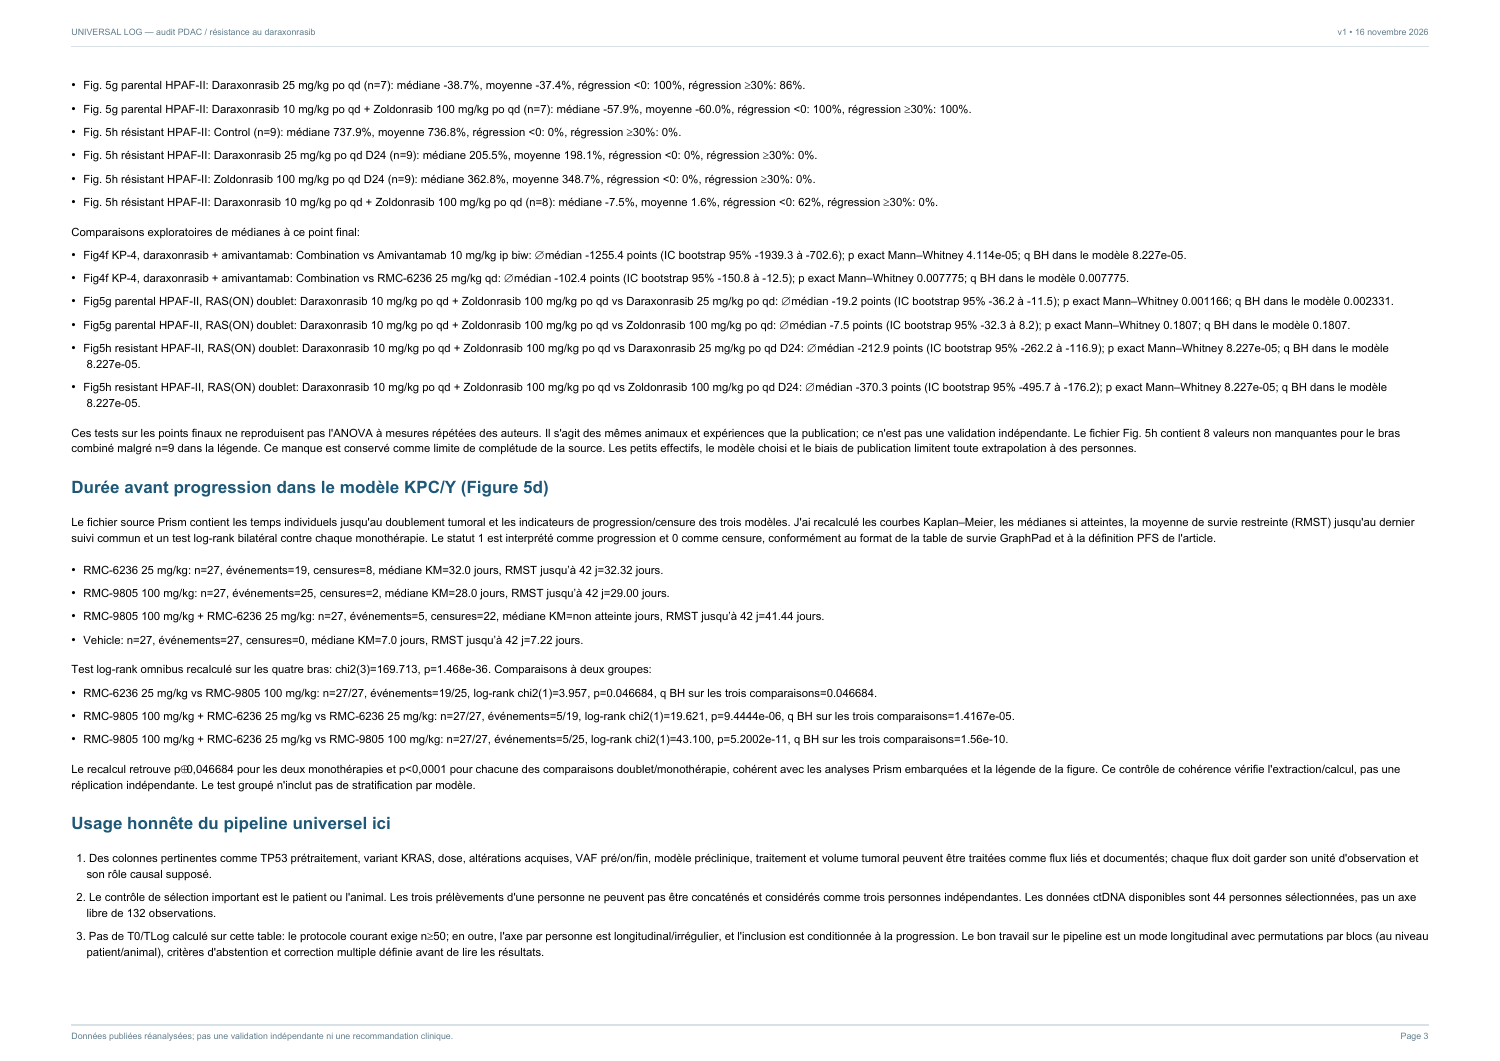 UNIVERSAL LOG — audit PDAC / résistance au daraxonrasib
v1 • 16 novembre 2026
• Fig. 5g parental HPAF-II: Daraxonrasib 25 mg/kg po qd (n=7): médiane -38.7%, moyenne -37.4%, régression <0: 100%, régression ≥30%: 86%.
• Fig. 5g parental HPAF-II: Daraxonrasib 10 mg/kg po qd + Zoldonrasib 100 mg/kg po qd (n=7): médiane -57.9%, moyenne -60.0%, régression <0: 100%, régression ≥30%: 100%.
• Fig. 5h résistant HPAF-II: Control (n=9): médiane 737.9%, moyenne 736.8%, régression <0: 0%, régression ≥30%: 0%.
• Fig. 5h résistant HPAF-II: Daraxonrasib 25 mg/kg po qd D24 (n=9): médiane 205.5%, moyenne 198.1%, régression <0: 0%, régression ≥30%: 0%.
• Fig. 5h résistant HPAF-II: Zoldonrasib 100 mg/kg po qd D24 (n=9): médiane 362.8%, moyenne 348.7%, régression <0: 0%, régression ≥30%: 0%.
• Fig. 5h résistant HPAF-II: Daraxonrasib 10 mg/kg po qd + Zoldonrasib 100 mg/kg po qd (n=8): médiane -7.5%, moyenne 1.6%, régression <0: 62%, régression ≥30%: 0%.
Comparaisons exploratoires de médianes à ce point final:
• Fig4f KP-4, daraxonrasib + amivantamab: Combination vs Amivantamab 10 mg/kg ip biw: ∅médian -1255.4 points (IC bootstrap 95% -1939.3 à -702.6); p exact Mann–Whitney 4.114e-05; q BH dans le modèle 8.227e-05.
• Fig4f KP-4, daraxonrasib + amivantamab: Combination vs RMC-6236 25 mg/kg qd: ∅médian -102.4 points (IC bootstrap 95% -150.8 à -12.5); p exact Mann–Whitney 0.007775; q BH dans le modèle 0.007775.
• Fig5g parental HPAF-II, RAS(ON) doublet: Daraxonrasib 10 mg/kg po qd + Zoldonrasib 100 mg/kg po qd vs Daraxonrasib 25 mg/kg po qd: ∅médian -19.2 points (IC bootstrap 95% -36.2 à -11.5); p exact Mann–Whitney 0.001166; q BH dans le modèle 0.002331.
• Fig5g parental HPAF-II, RAS(ON) doublet: Daraxonrasib 10 mg/kg po qd + Zoldonrasib 100 mg/kg po qd vs Zoldonrasib 100 mg/kg po qd: ∅médian -7.5 points (IC bootstrap 95% -32.3 à 8.2); p exact Mann–Whitney 0.1807; q BH dans le modèle 0.1807.
• Fig5h resistant HPAF-II, RAS(ON) doublet: Daraxonrasib 10 mg/kg po qd + Zoldonrasib 100 mg/kg po qd vs Daraxonrasib 25 mg/kg po qd D24: ∅médian -212.9 points (IC bootstrap 95% -262.2 à -116.9); p exact Mann–Whitney 8.227e-05; q BH dans le modèle
8.227e-05.
• Fig5h resistant HPAF-II, RAS(ON) doublet: Daraxonrasib 10 mg/kg po qd + Zoldonrasib 100 mg/kg po qd vs Zoldonrasib 100 mg/kg po qd D24: ∅médian -370.3 points (IC bootstrap 95% -495.7 à -176.2); p exact Mann–Whitney 8.227e-05; q BH dans le modèle
8.227e-05.
Ces tests sur les points finaux ne reproduisent pas l'ANOVA à mesures répétées des auteurs. Il s'agit des mêmes animaux et expériences que la publication; ce n'est pas une validation indépendante. Le fichier Fig. 5h contient 8 valeurs non manquantes pour le bras
combiné malgré n=9 dans la légende. Ce manque est conservé comme limite de complétude de la source. Les petits effectifs, le modèle choisi et le biais de publication limitent toute extrapolation à des personnes.
Durée avant progression dans le modèle KPC/Y (Figure 5d)
Le fichier source Prism contient les temps individuels jusqu'au doublement tumoral et les indicateurs de progression/censure des trois modèles. J'ai recalculé les courbes Kaplan–Meier, les médianes si atteintes, la moyenne de survie restreinte (RMST) jusqu'au dernier
suivi commun et un test log-rank bilatéral contre chaque monothérapie. Le statut 1 est interprété comme progression et 0 comme censure, conformément au format de la table de survie GraphPad et à la définition PFS de l'article.
• RMC-6236 25 mg/kg: n=27, événements=19, censures=8, médiane KM=32.0 jours, RMST jusqu'à 42 j=32.32 jours.
• RMC-9805 100 mg/kg: n=27, événements=25, censures=2, médiane KM=28.0 jours, RMST jusqu'à 42 j=29.00 jours.
• RMC-9805 100 mg/kg + RMC-6236 25 mg/kg: n=27, événements=5, censures=22, médiane KM=non atteinte jours, RMST jusqu'à 42 j=41.44 jours.
• Vehicle: n=27, événements=27, censures=0, médiane KM=7.0 jours, RMST jusqu'à 42 j=7.22 jours.
Test log-rank omnibus recalculé sur les quatre bras: chi2(3)=169.713, p=1.468e-36. Comparaisons à deux groupes:
• RMC-6236 25 mg/kg vs RMC-9805 100 mg/kg: n=27/27, événements=19/25, log-rank chi2(1)=3.957, p=0.046684, q BH sur les trois comparaisons=0.046684.
• RMC-9805 100 mg/kg + RMC-6236 25 mg/kg vs RMC-6236 25 mg/kg: n=27/27, événements=5/19, log-rank chi2(1)=19.621, p=9.4444e-06, q BH sur les trois comparaisons=1.4167e-05.
• RMC-9805 100 mg/kg + RMC-6236 25 mg/kg vs RMC-9805 100 mg/kg: n=27/27, événements=5/25, log-rank chi2(1)=43.100, p=5.2002e-11, q BH sur les trois comparaisons=1.56e-10.
Le recalcul retrouve p⊕0,046684 pour les deux monothérapies et p<0,0001 pour chacune des comparaisons doublet/monothérapie, cohérent avec les analyses Prism embarquées et la légende de la figure. Ce contrôle de cohérence vérifie l'extraction/calcul, pas une
réplication indépendante. Le test groupé n'inclut pas de stratification par modèle.
Usage honnête du pipeline universel ici
1. Des colonnes pertinentes comme TP53 prétraitement, variant KRAS, dose, altérations acquises, VAF pré/on/fin, modèle préclinique, traitement et volume tumoral peuvent être traitées comme flux liés et documentés; chaque flux doit garder son unité d'observation et
son rôle causal supposé.
2. Le contrôle de sélection important est le patient ou l'animal. Les trois prélèvements d'une personne ne peuvent pas être concaténés et considérés comme trois personnes indépendantes. Les données ctDNA disponibles sont 44 personnes sélectionnées, pas un axe
libre de 132 observations.
3. Pas de T0/TLog calculé sur cette table: le protocole courant exige n≥50; en outre, l'axe par personne est longitudinal/irrégulier, et l'inclusion est conditionnée à la progression. Le bon travail sur le pipeline est un mode longitudinal avec permutations par blocs (au niveau
patient/animal), critères d'abstention et correction multiple définie avant de lire les résultats.
Données publiées réanalysées; pas une validation indépendante ni une recommandation clinique.
Page 3